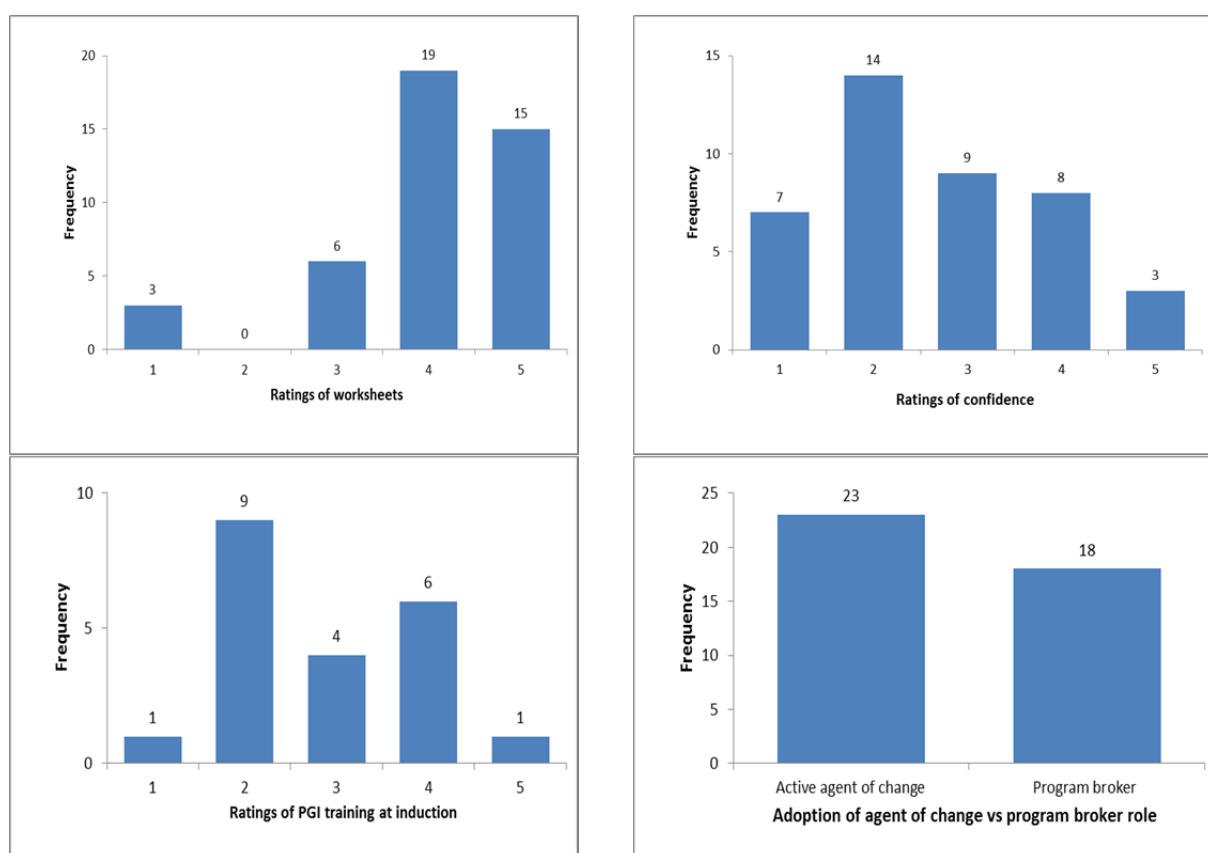 20
15
10
5
0
Frequency
3
0
6
19
15
1 2 3 4 5
Ratings of worksheets
15
10
5
0
Frequency
7
14
9
8
3
1 2 3 4 5
Ratings of confidence
10
5
0
Frequency
1
9
4
6
1
1 2 3 4 5
Ratings of PGI training at induction
25
20
15
10
5
0
Frequency
23
18
Active agent of change Program broker
Adoption of agent of change vs program broker role